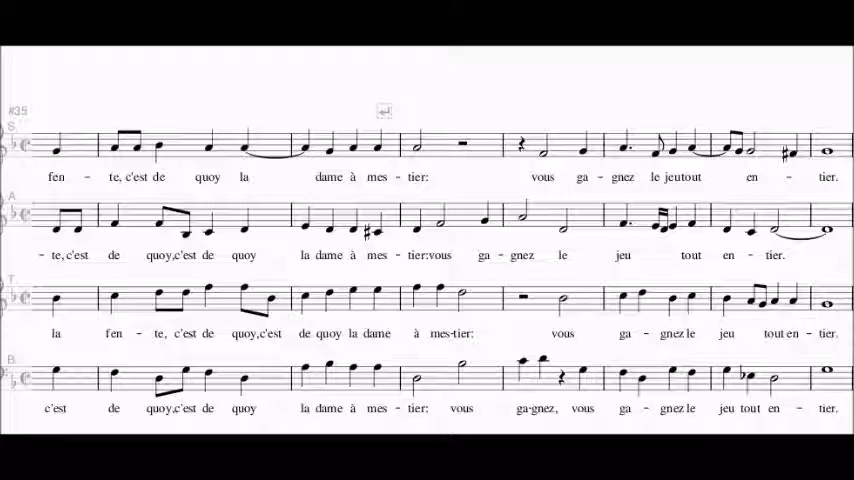 #35
S.
fen - te, c'est de quoy la dame à mes - tier: vous ga - gnez le jeu tout en - tier.
A
- te, c'est de quoy, c'est de quoy la dame à mes - tier: vous ga - gnez le jeu tout en - tier.
T.
la fen - te, c'est de quoy, c'est de quoy la dame à mes-tier: vous ga - gnez le jeu tout en - tier.
B.
c'est de quoy, c'est de quoy la dame à mes - tier; vous ga-gnez, vous ga - gnez le jeu tout en - tier.